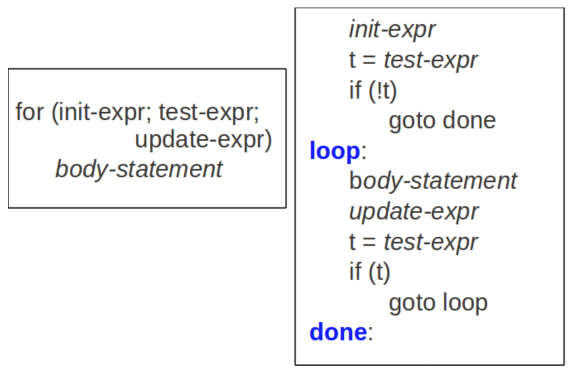 for (init-expr; test-expr;
update-expr)
body-statement
init-expr
t = test-expr
if (!t)
goto done
loop:
body-statement
update-expr
t = test-expr
if (t)
goto loop
done: